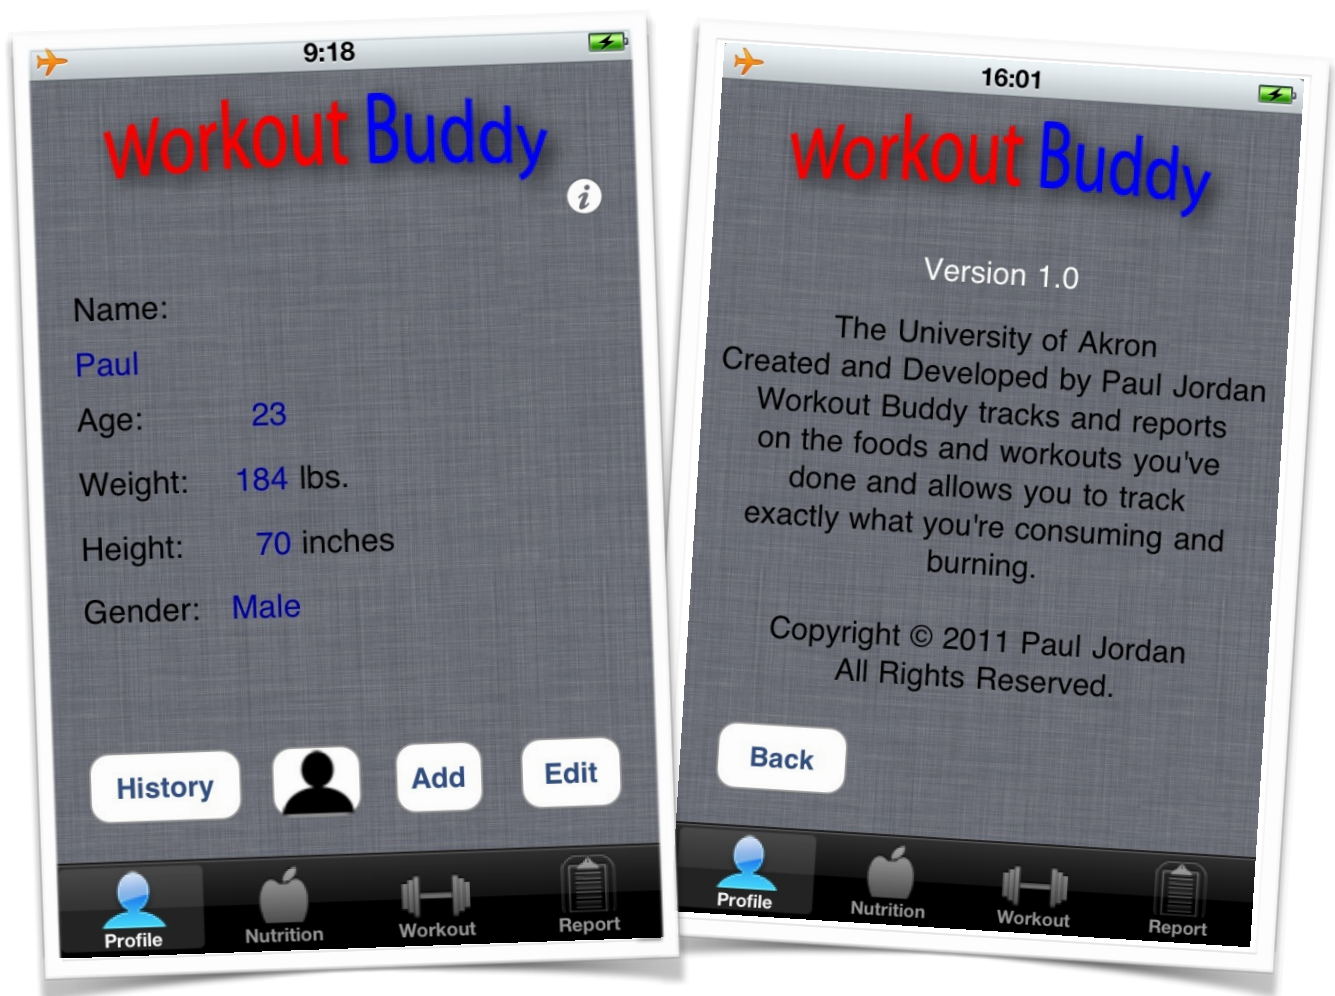 9:18
Workout Buddy
i
Name:
Paul
Age: 23
Weight: 184 lbs.
Height: 70 inches
Gender: Male
History Add Edit
Profile Nutrition Workout Report
16:01
Workout Buddy
Version 1.0
The University of Akron
Created and Developed by Paul Jordan
Workout Buddy tracks and reports
on the foods and workouts you've
done and allows you to track
exactly what you're consuming and
burning.
Copyright © 2011 Paul Jordan
All Rights Reserved.
Back
Profile Nutrition Workout Report